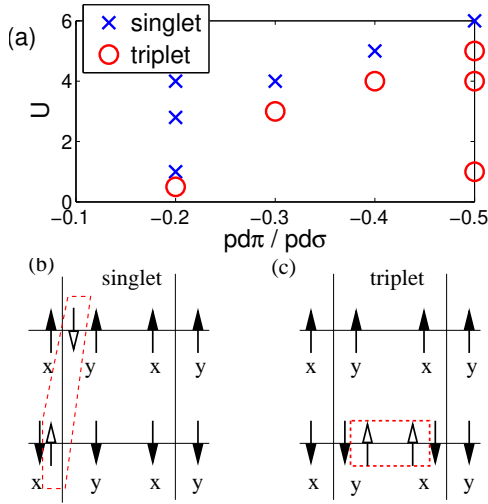 (a)
6
4
2
0
U
singlet
triplet
−0.1 −0.2 −0.3 −0.4 −0.5
pdπ / pdσ
(b) singlet (c) triplet
x y x y x y x y
x y x y x y x y